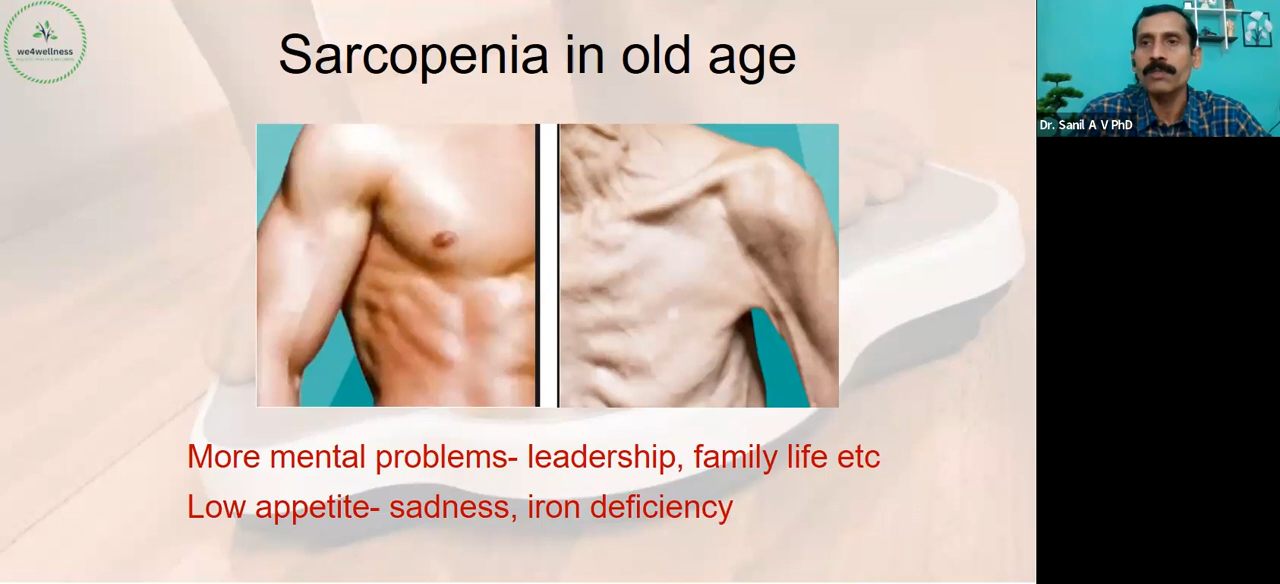 we4wellness
Sarcopenia in old age
Dr. Sanil A V PhD
More mental problems- leadership, family life etc
Low appetite- sadness, iron deficiency